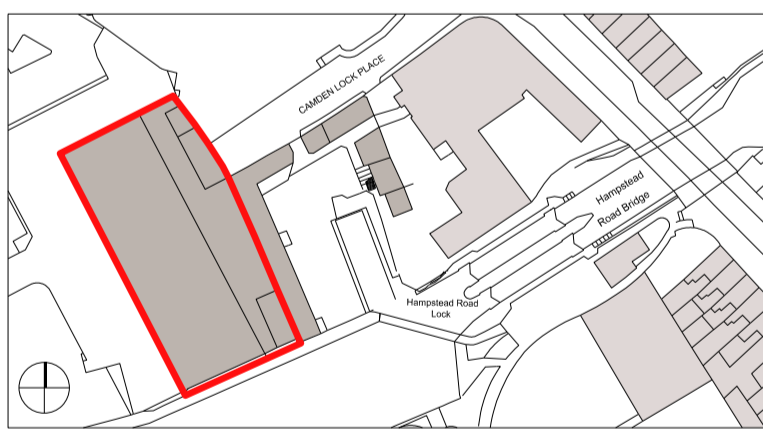 CAMDEN LOCK PLACE
Hampstead
Road Bridge
Hampstead Road
Lock